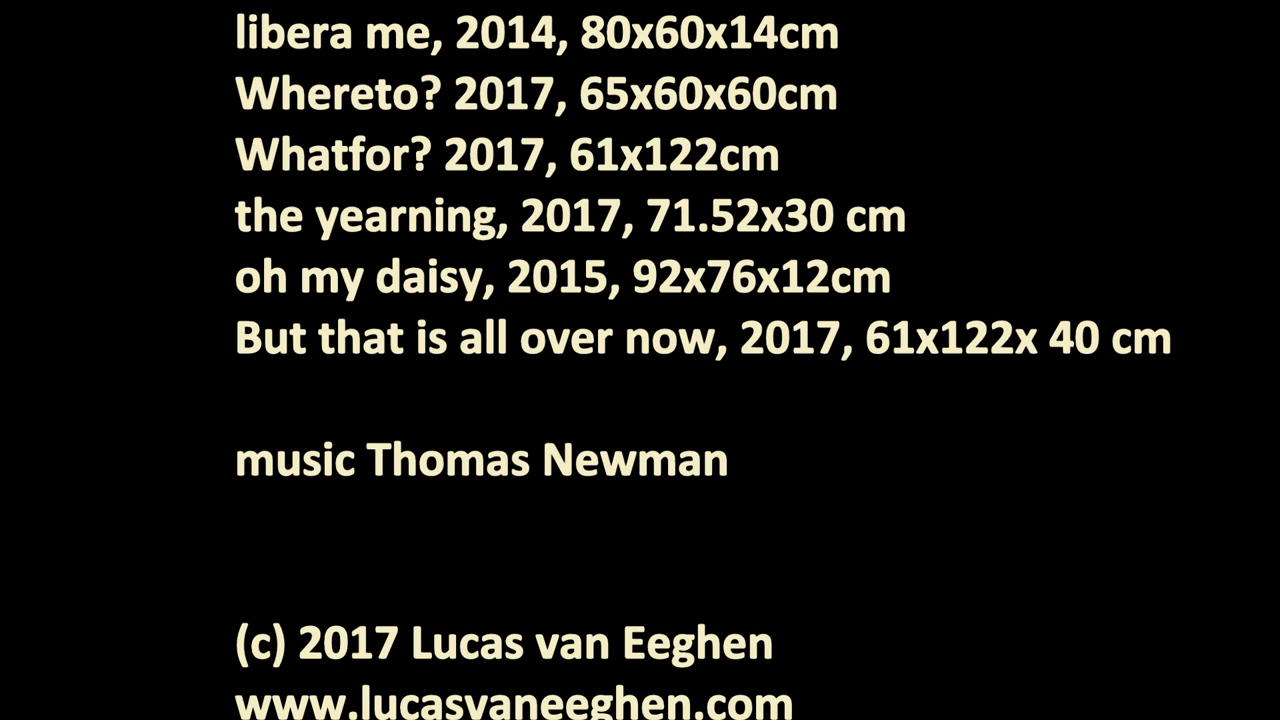 libera me, 2014, 80x60x14cm
Whereto? 2017, 65x60x60cm
Whatfor? 2017, 61x122cm
the yearning, 2017, 71.52x30 cm
oh my daisy, 2015, 92x76x12cm
But that is all over now, 2017, 61x122x 40 cm
music Thomas Newman
(c) 2017 Lucas van Eeghen
www.lucasvaneeghen.com